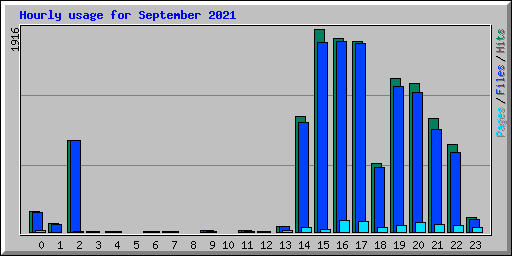 Hourly usage for September 2021
1916
Pages/Files/Hits
0 1 2 3 4 5 6 7 8 9 10 11 12 13 14 15 16 17 18 19 20 21 22 23